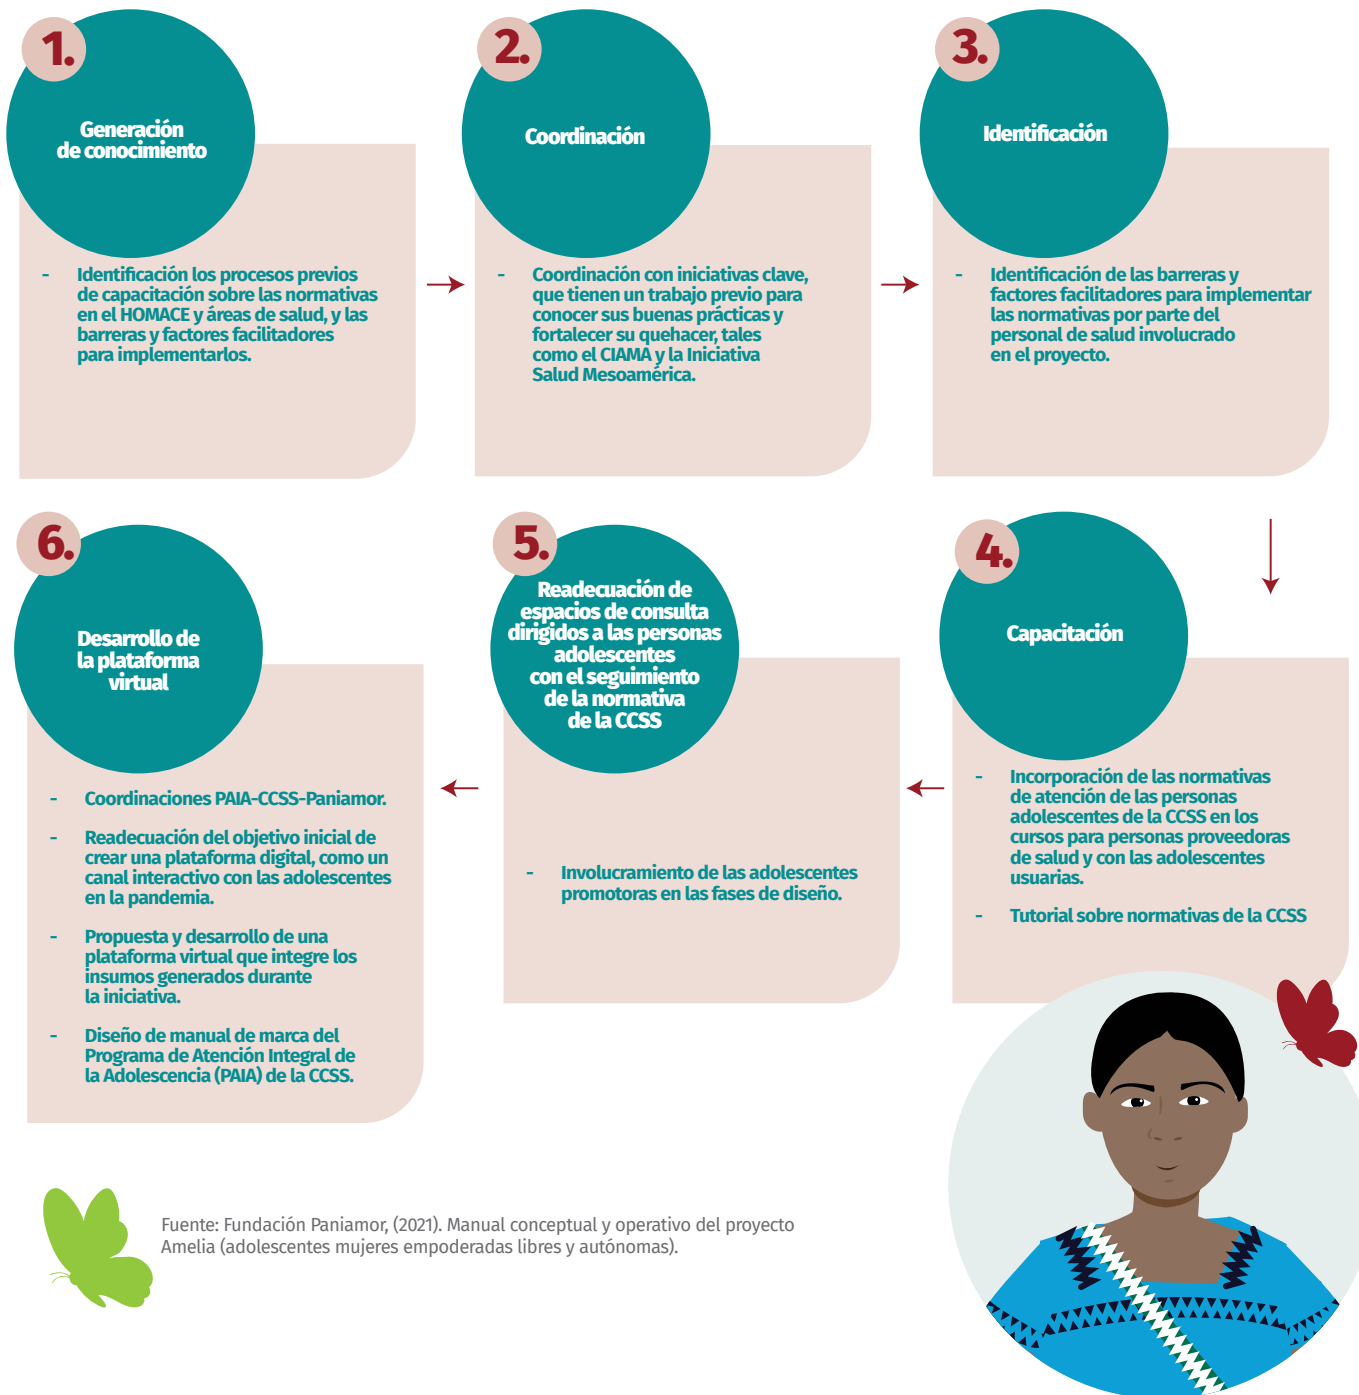 1.
Generación
de conocimiento
- Identificación los procesos previos
de capacitación sobre las normativas
en el HOMACE y áreas de salud, y las
barreras y factores facilitadores
para implementarlos.
2.
Coordinación
- Coordinación con iniciativas clave,
que tienen un trabajo previo para
conocer sus buenas prácticas y
fortalecer su quehacer, tales
como el CIAMA y la Iniciativa
Salud Mesoamérica.
3.
Identificación
- Identificación de las barreras y
factores facilitadores para implementar
las normativas por parte del
personal de salud involucrado
en el proyecto.
4.
Capacitación
- Incorporación de las normativas
de atención de las personas
adolescentes de la CCSS en los
cursos para personas proveedoras
de salud y con las adolescentes
usuarias.
- Tutorial sobre normativas de la CCSS
5.
Readecuación de
espacios de consulta
dirigidos a las personas
adolescentes
con el seguimiento
de la normativa
de la CCSS
- Involucramiento de las adolescentes
promotoras en las fases de diseño.
6.
Desarrollo de
la plataforma
virtual
- Coordinaciones PAIA-CCSS-Paniamor.
- Readecuación del objetivo inicial de
crear una plataforma digital, como un
canal interactivo con las adolescentes
en la pandemia.
- Propuesta y desarrollo de una
plataforma virtual que integre los
insumos generados durante
la iniciativa.
- Diseño de manual de marca del
Programa de Atención Integral de
la Adolescencia (PAIA) de la CCSS.
Fuente: Fundación Paniamor, (2021). Manual conceptual y operativo del proyecto
Amelia (adolescentes mujeres empoderadas libres y autónomas).